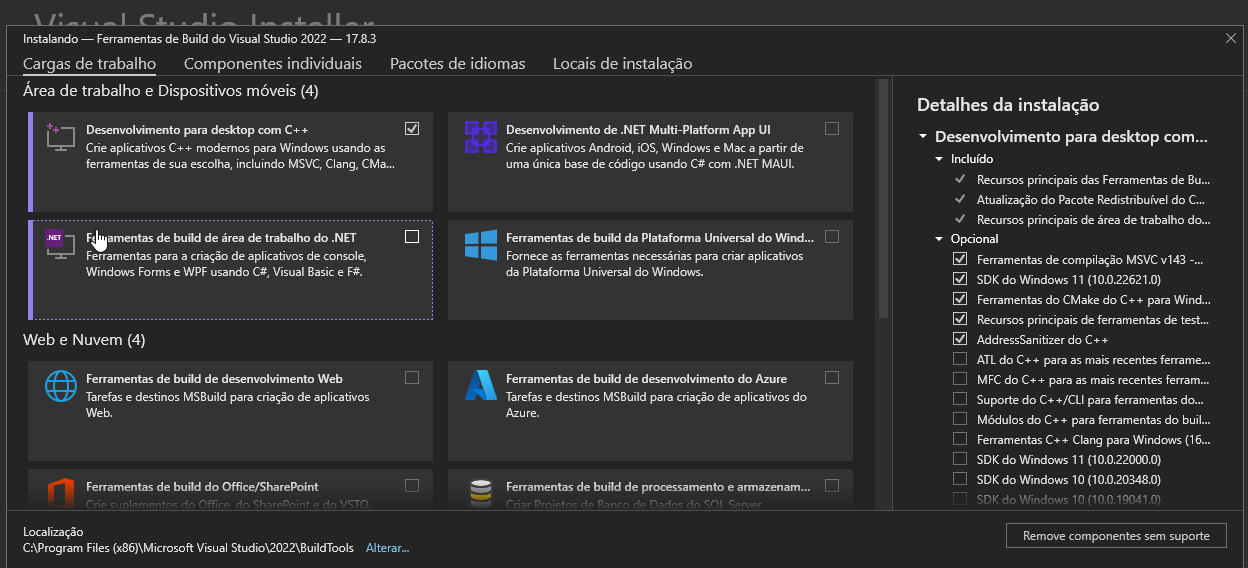 Visual Studio Installer
Instalando — Ferramentas de Build do Visual Studio 2022 — 17.8.3
Cargas de trabalho
Componentes individuais
Pacotes de idiomas
Locais de instalação
Área de trabalho e Dispositivos móveis (4)
Desenvolvimento para desktop com C++
Crie aplicativos C++ modernos para Windows usando as
ferramentas de sua escolha, incluindo MSVC, Clang, CMa...
Desenvolvimento de .NET Multi-Platform App UI
Crie aplicativos Android, iOS, Windows e Mac a partir de
uma única base de código usando C# com .NET MAUI.
.NET
Ferramentas de build de área de trabalho do .NET
Ferramentas para a criação de aplicativos de console,
Windows Forms e WPF usando C#, Visual Basic e F#.
Ferramentas de build da Plataforma Universal do Wind...
Fornece as ferramentas necessárias para criar aplicativos
da Plataforma Universal do Windows.
Web e Nuvem (4)
Ferramentas de build de desenvolvimento Web
Tarefas e destinos MSBuild para criação de aplicativos
Web.
Ferramentas de build de desenvolvimento do Azure
Tarefas e destinos MSBuild para criação de aplicativos do
Azure.
Ferramentas de build do Office/SharePoint
Crie suplementos do Office, do SharePoint e do VSTO.
Ferramentas de build de processamento e armazenam...
Criar Projetos de Banco de Dados do SQL Server
Detalhes da instalação
Desenvolvimento para desktop com...
Incluído
Recursos principais das Ferramentas de Bu...
Atualização do Pacote Redistribuível do C...
Recursos principais de área de trabalho do...
Opcional
Ferramentas de compilação MSVC v143 -...
SDK do Windows 11 (10.0.22621.0)
Ferramentas do CMake do C++ para Wind...
Recursos principais de ferramentas de test...
AddressSanitizer do C++
ATL do C++ para as mais recentes ferrame...
MFC do C++ para as mais recentes ferram...
Suporte do C++/CLI para ferramentas do...
Módulos do C++ para ferramentas do buil...
Ferramentas C++ Clang para Windows (16...
SDK do Windows 11 (10.0.22000.0)
SDK do Windows 10 (10.0.20348.0)
SDK do Windows 10 (10.0.19041.0)
Localização
C:\Program Files (x86)\Microsoft Visual Studio\2022\BuildTools
Alterar...
Remove componentes sem suporte